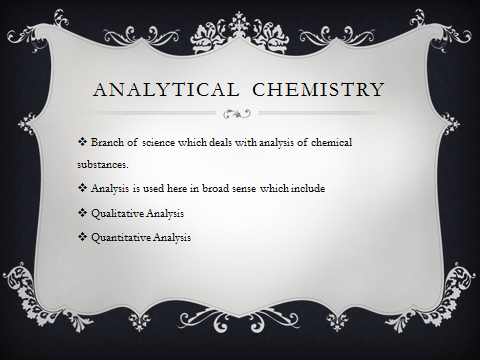 ANALYTICAL CHEMISTRY
❖ Branch of science which deals with analysis of chemical
substances.
❖ Analysis is used here in broad sense which include
❖ Qualitative Analysis
❖ Quantitative Analysis